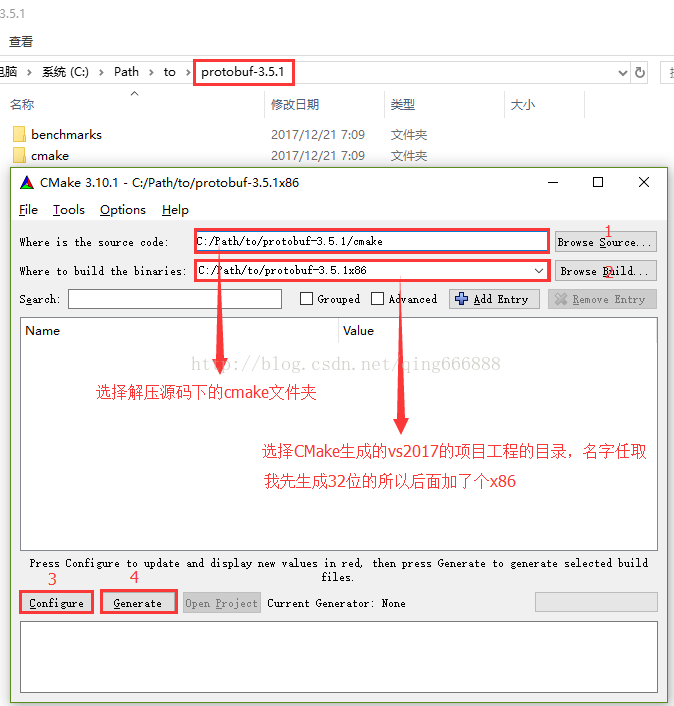 3.5.1
查看
电脑 > 系统 (C:) > Path > to > protobuf-3.5.1
名称 修改日期 类型 大小
benchmarks 2017/12/21 7:09 文件夹
cmake 2017/12/21 7:09 文件夹
CMake 3.10.1 - C:/Path/to/protobuf-3.5.1x86
File Tools Options Help
1
Where is the source code: C:/Path/to/protobuf-3.5.1/cmake Browse Source...
2
Where to build the binaries: C:/Path/to/protobuf-3.5.1x86 Browse Build...
Search: Grouped Advanced Add Entry Remove Entry
Name Value
http://blog.csdn.net/qing666888
选择解压源码下的cmake文件夹
选择CMake生成的vs2017的项目工程的目录，名字任取
我先生成32位的所以后面加了个x86
Press Configure to update and display new values in red, then press Generate to generate selected build
files.
3 4
Configure Generate Open Project Current Generator: None